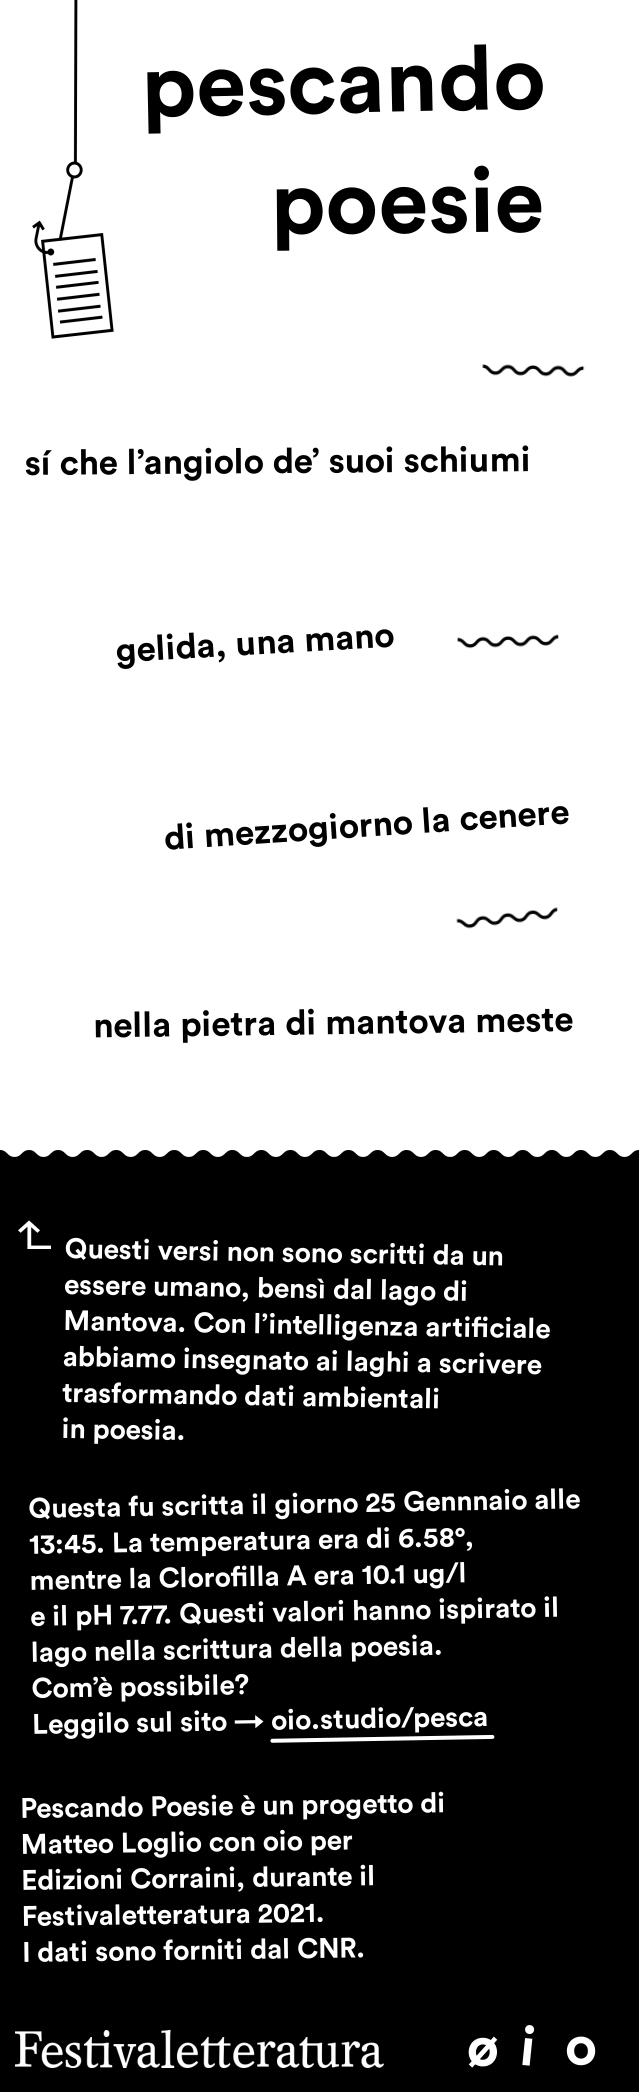 pescando
poesie
sí che l’angiolo de’ suoi schiumi
gelida, una mano
di mezzogiorno la cenere
nella pietra di mantova meste
Questi versi non sono scritti da un
essere umano, bensì dal lago di
Mantova. Con l’intelligenza artificiale
abbiamo insegnato ai laghi a scrivere
trasformando dati ambientali
in poesia.
Questa fu scritta il giorno 25 Gennnaio alle
13:45. La temperatura era di 6.58°,
mentre la Clorofilla A era 10.1 ug/l
e il pH 7.77. Questi valori hanno ispirato il
lago nella scrittura della poesia.
Com’è possibile?
Leggilo sul sito → oio.studio/pesca
Pescando Poesie è un progetto di
Matteo Loglio con oio per
Edizioni Corraini, durante il
Festivaletteratura 2021.
I dati sono forniti dal CNR.
Festivaletteratura ø i o